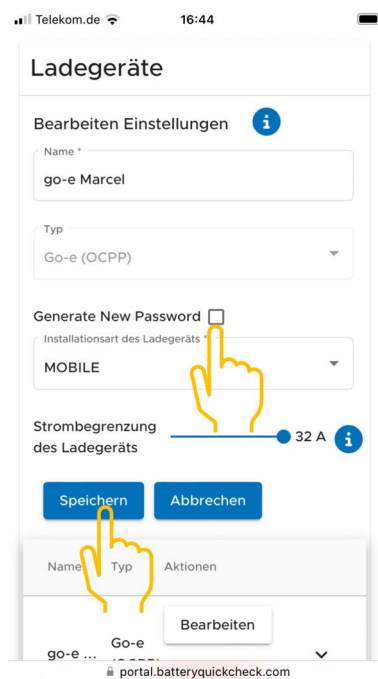 Telekom.de 16:44
Ladegeräte
Bearbeiten Einstellungen
Name *
go-e Marcel
Typ
Go-e (OCPP)
Generate New Password
Installationsart des Ladegeräts *
MOBILE
Strombegrenzung
des Ladegeräts
32 A
Speichern Abbrechen
Name Typ Aktionen
Bearbeiten
go-e ... Go-e
portal.batteryquickcheck.com